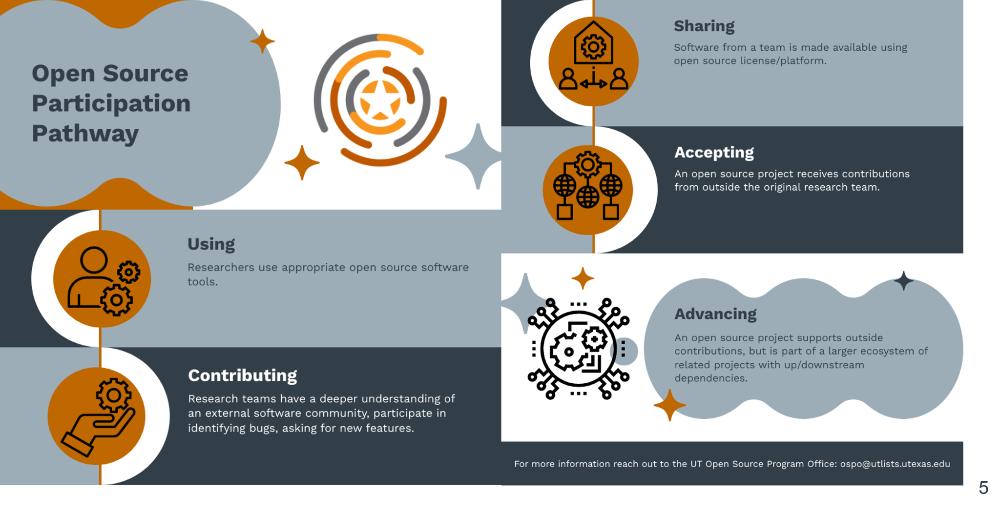 Open Source
Participation
Pathway
Using
Researchers use appropriate open source software
tools.
Contributing
Research teams have a deeper understanding of
an external software community, participate in
identifying bugs, asking for new features.
Sharing
Software from a team is made available using
open source license/platform.
Accepting
An open source project receives contributions
from outside the original research team.
Advancing
An open source project supports outside
contributions, but is part of a larger ecosystem of
related projects with up/downstream
dependencies.
For more information reach out to the UT Open Source Program Office: ospo@utlists.utexas.edu
5